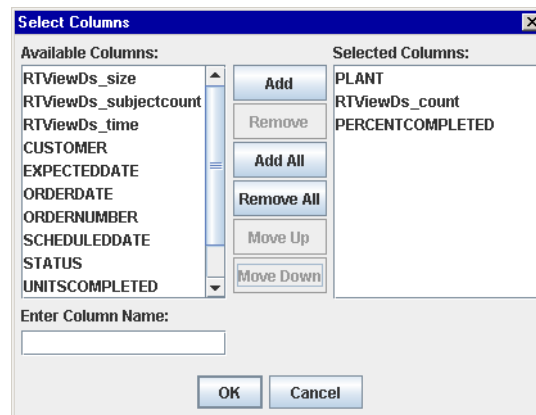 Select Columns
Available Columns:
RTViewDs_size
RTViewDs_subjectcount
RTViewDs_time
CUSTOMER
EXPECTEDDATE
ORDERDATE
ORDERNUMBER
SCHEDULEDDATE
STATUS
UNITSCOMPLETED
Add
Remove
Add All
Remove All
Move Up
Move Down
Selected Columns:
PLANT
RTViewDs_count
PERCENTCOMPLETED
Enter Column Name:
OK
Cancel